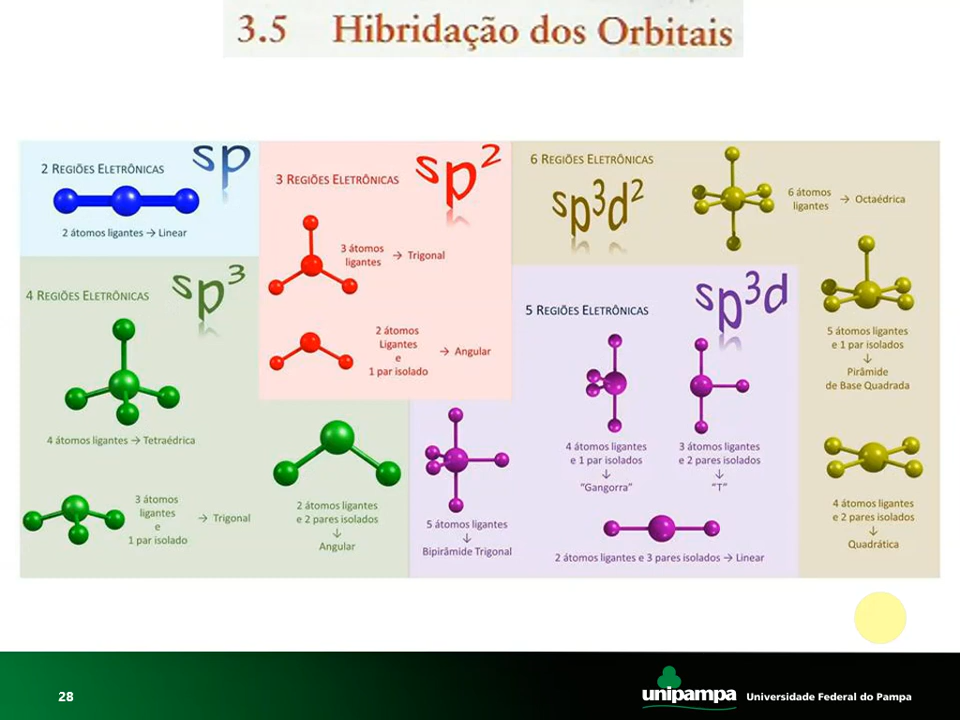 3.5 Hibridação dos Orbitais
2 REGIÕES ELETRÔNICAS
sp
2 átomos ligantes → Linear
3 REGIÕES ELETRÔNICAS
sp²
3 átomos
ligantes
→ Trigonal
2 átomos
Ligantes
e
1 par isolado
→ Angular
4 REGIÕES ELETRÔNICAS
sp³
4 átomos ligantes → Tetraédrica
3 átomos
ligantes
e
1 par isolado
→ Trigonal
2 átomos ligantes
e 2 pares isolados
↓
Angular
5 REGIÕES ELETRÔNICAS
sp³d
5 átomos ligantes
↓
Bipirâmide Trigonal
4 átomos ligantes
e 1 par isolados
↓
"Gangorra"
3 átomos ligantes
e 2 pares isolados
↓
"T"
2 átomos ligantes e 3 pares isolados → Linear
6 REGIÕES ELETRÔNICAS
sp³d²
6 átomos
ligantes
→ Octaédrica
5 átomos ligantes
e 1 par isolados
↓
Pirâmide
de Base Quadrada
4 átomos ligantes
e 2 pares isolados
↓
Quadrática
28
unipampa
Universidade Federal do Pampa